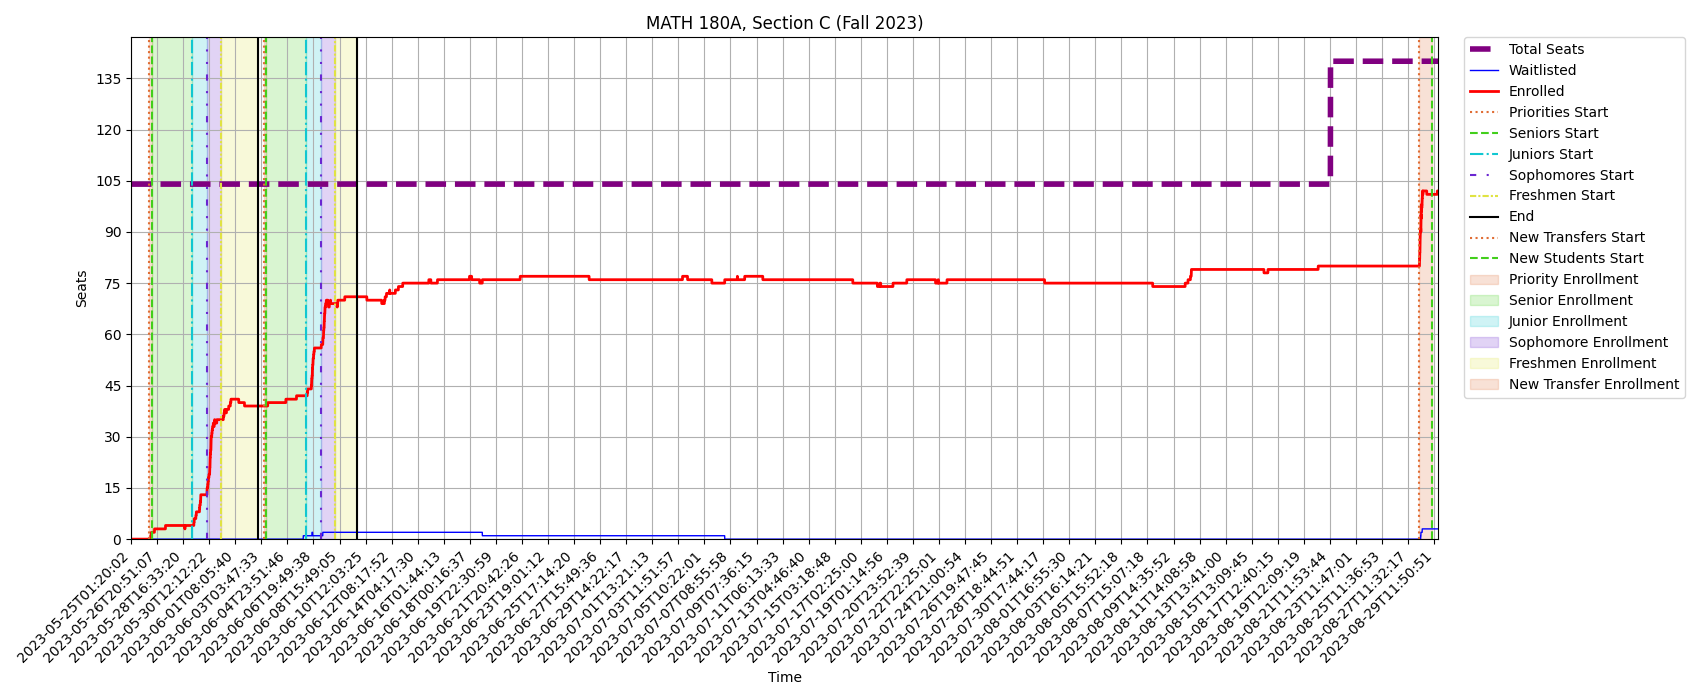 MATH 180A, Section C (Fall 2023)
Seats
135
120
105
90
75
60
45
30
15
0
2023-05-25T01:20:02
2023-05-26T20:51:07
2023-05-28T16:33:20
2023-05-30T12:12:22
2023-06-01T08:05:40
2023-06-03T03:47:33
2023-06-04T23:51:46
2023-06-06T19:49:38
2023-06-08T15:49:05
2023-06-10T12:03:25
2023-06-12T08:17:52
2023-06-14T04:17:30
2023-06-16T01:44:13
2023-06-18T00:16:37
2023-06-19T22:30:59
2023-06-21T20:42:26
2023-06-23T19:01:12
2023-06-25T17:14:20
2023-06-27T15:49:36
2023-06-29T14:22:17
2023-07-01T13:21:13
2023-07-03T11:51:57
2023-07-05T10:22:01
2023-07-07T08:55:58
2023-07-09T07:36:15
2023-07-11T06:13:33
2023-07-13T04:46:40
2023-07-15T03:18:48
2023-07-17T02:25:00
2023-07-19T01:14:56
2023-07-20T23:52:39
2023-07-22T22:25:01
2023-07-24T21:00:54
2023-07-26T19:47:45
2023-07-28T18:44:51
2023-07-30T17:44:17
2023-08-01T16:55:30
2023-08-03T16:14:21
2023-08-05T15:52:18
2023-08-07T15:07:18
2023-08-09T14:35:52
2023-08-11T14:08:58
2023-08-13T13:41:00
2023-08-15T13:09:45
2023-08-17T12:40:15
2023-08-19T12:09:19
2023-08-21T11:53:44
2023-08-23T11:47:01
2023-08-25T11:36:53
2023-08-27T11:32:17
2023-08-29T11:50:51
Time
Total Seats
Waitlisted
Enrolled
Priorities Start
Seniors Start
Juniors Start
Sophomores Start
Freshmen Start
End
New Transfers Start
New Students Start
Priority Enrollment
Senior Enrollment
Junior Enrollment
Sophomore Enrollment
Freshmen Enrollment
New Transfer Enrollment